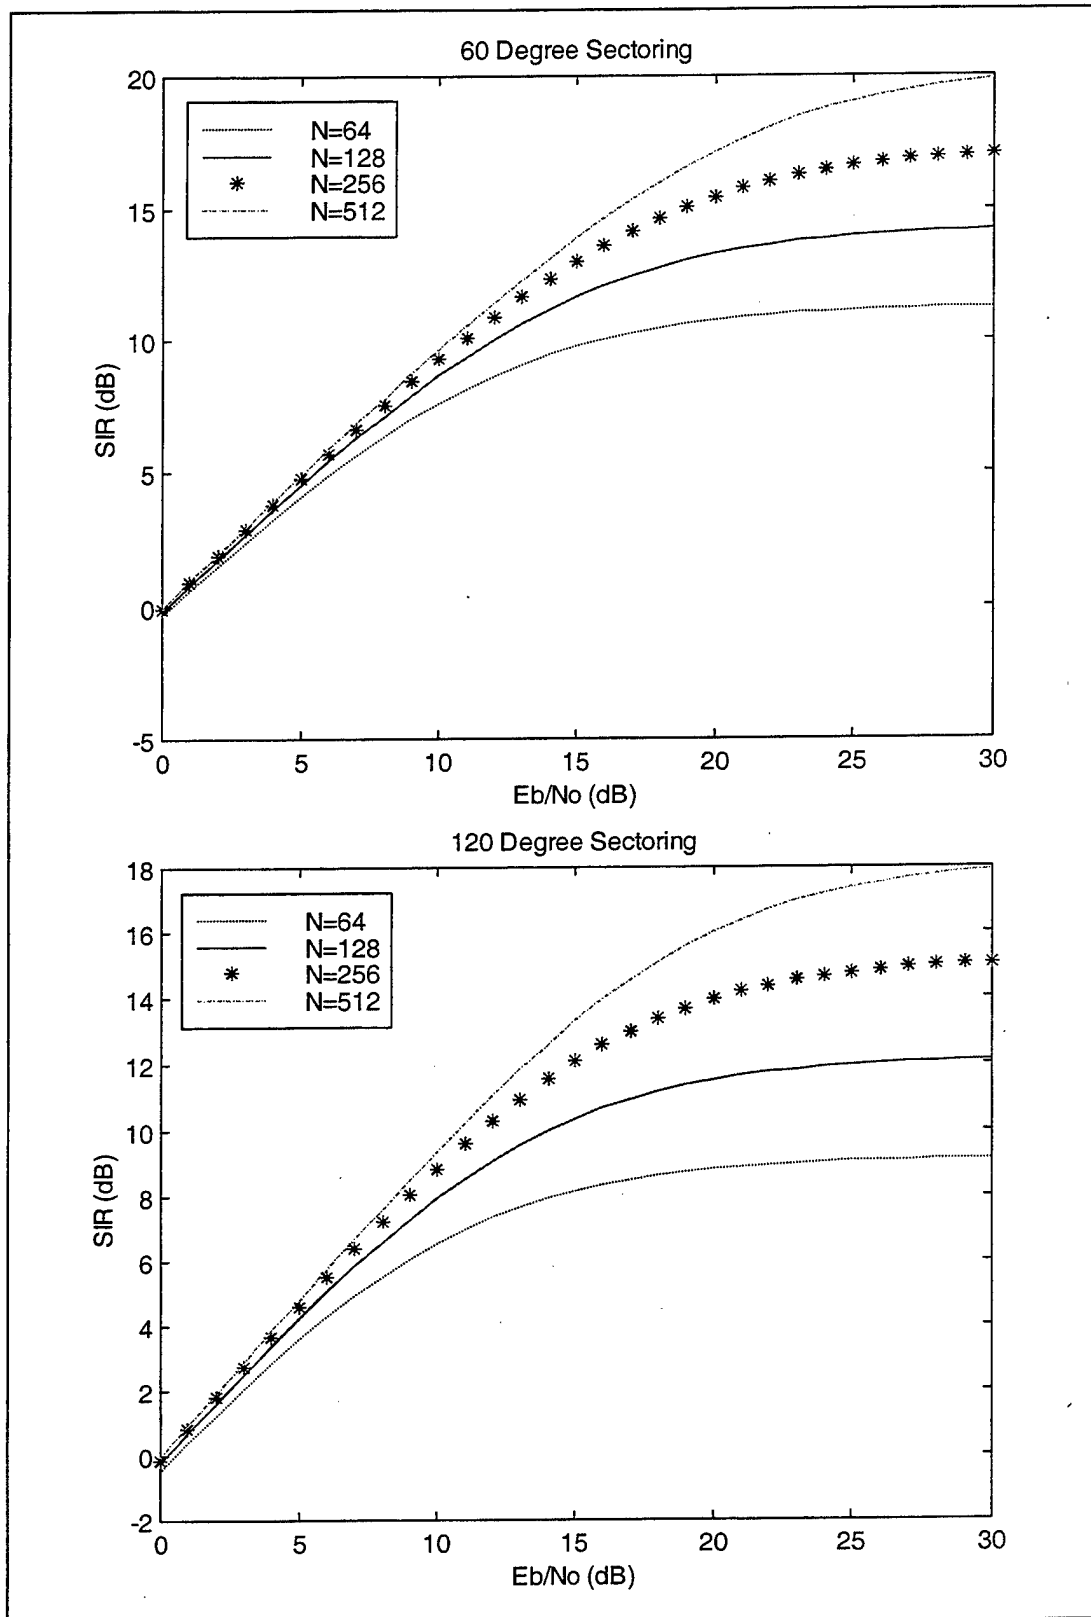 60 Degree Sectoring
20
15
10
5
0
-5
SIR (dB)
N=64
N=128
N=256
N=512
0 5 10 15 20 25 30
Eb/No (dB)
120 Degree Sectoring
18
16
14
12
10
8
6
4
2
0
-2
SIR (dB)
N=64
N=128
N=256
N=512
0 5 10 15 20 25 30
Eb/No (dB)